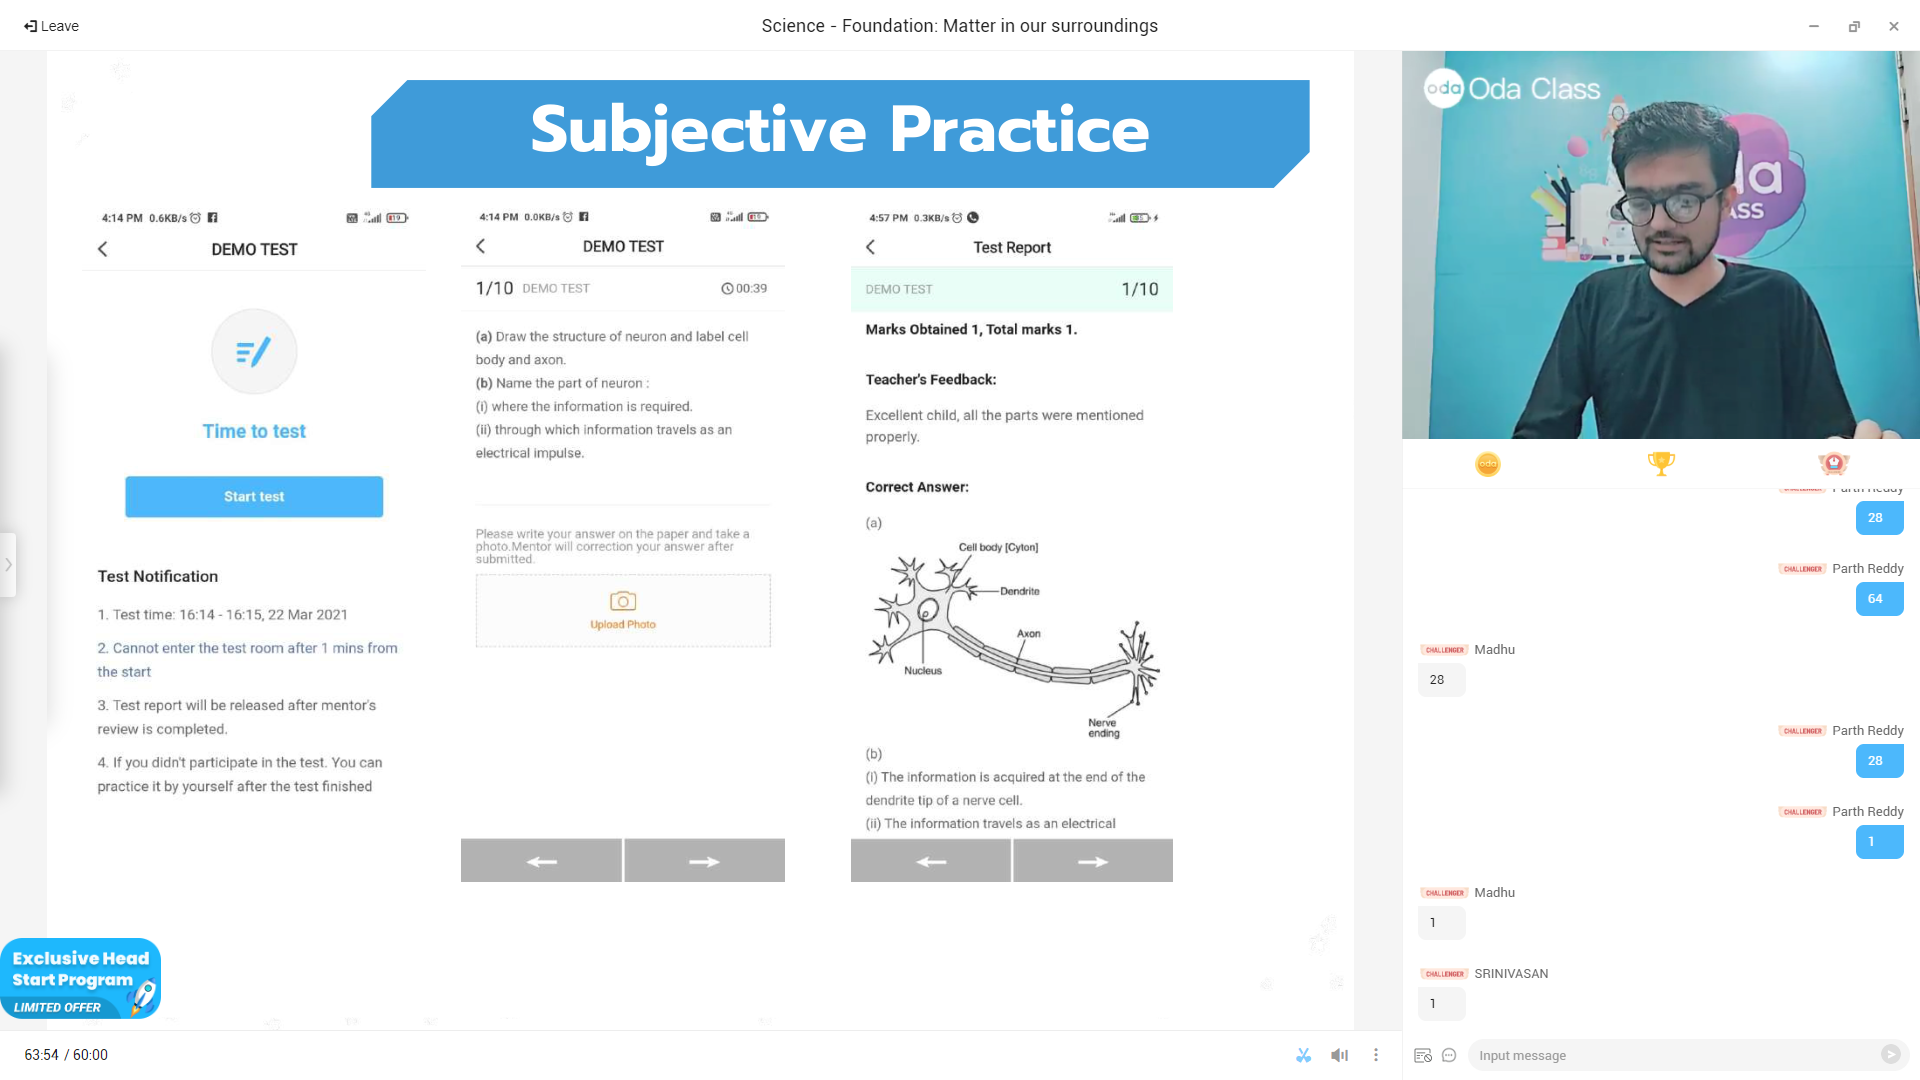 Leave
Science - Foundation: Matter in our surroundings
Subjective Practice
4:14 PM 0.6KB/s
19
DEMO TEST
Time to test
Start test
Test Notification
1. Test time: 16:14 - 16:15, 22 Mar 2021
2. Cannot enter the test room after 1 mins from
the start
3. Test report will be released after mentor's
review is completed.
4. If you didn't participate in the test. You can
practice it by yourself after the test finished
4:14 PM 0.0KB/s
19
DEMO TEST
1/10 DEMO TEST
00:39
(a) Draw the structure of neuron and label cell
body and axon.
(b) Name the part of neuron :
(i) where the information is required.
(ii) through which information travels as an
electrical impulse.
Please write your answer on the paper and take a
photo.Mentor will correction your answer after
submitted.
Upload Photo
4:57 PM 0.3KB/s
Test Report
DEMO TEST
1/10
Marks Obtained 1, Total marks 1.
Teacher's Feedback:
Excellent child, all the parts were mentioned
properly.
Correct Answer:
(a)
Cell body [Cyton]
Dendrite
Axon
Nucleus
Nerve
ending
(b)
(i) The information is acquired at the end of the
dendrite tip of a nerve cell.
(ii) The information travels as an electrical
Exclusive Head
Start Program
LIMITED OFFER
63:54 / 60:00
oda Oda Class
oda
Parth Reddy
28
CHALLENGER Parth Reddy
64
CHALLENGER Madhu
28
CHALLENGER Parth Reddy
28
CHALLENGER Parth Reddy
1
CHALLENGER Madhu
1
CHALLENGER SRINIVASAN
1
Input message